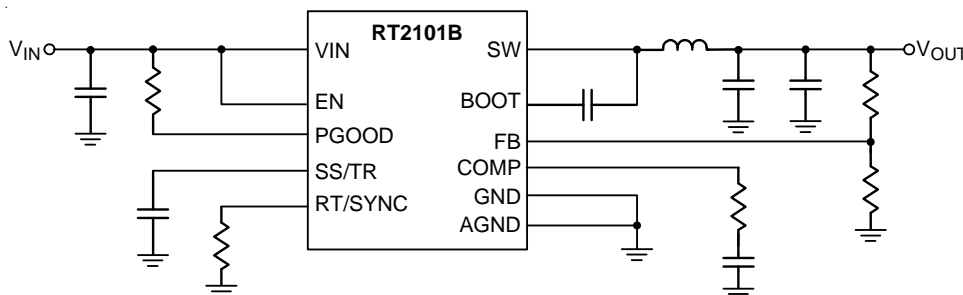 RT2101B
VIN
VIN
SW
VOUT
EN
BOOT
PGOOD
FB
SS/TR
COMP
RT/SYNC
GND
AGND